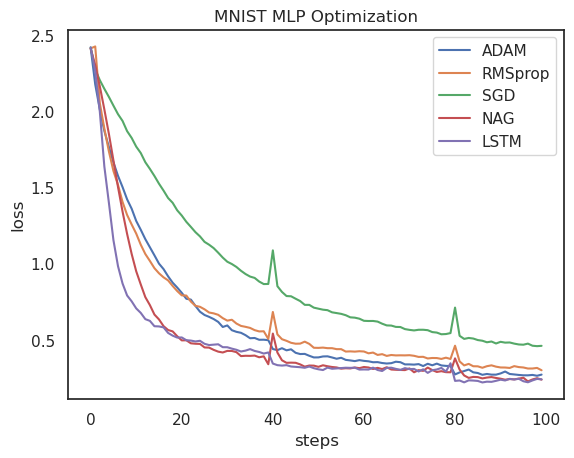 MNIST MLP Optimization
2.5
2.0
1.5
1.0
0.5
loss
0 20 40 60 80 100
steps
ADAM
RMSprop
SGD
NAG
LSTM